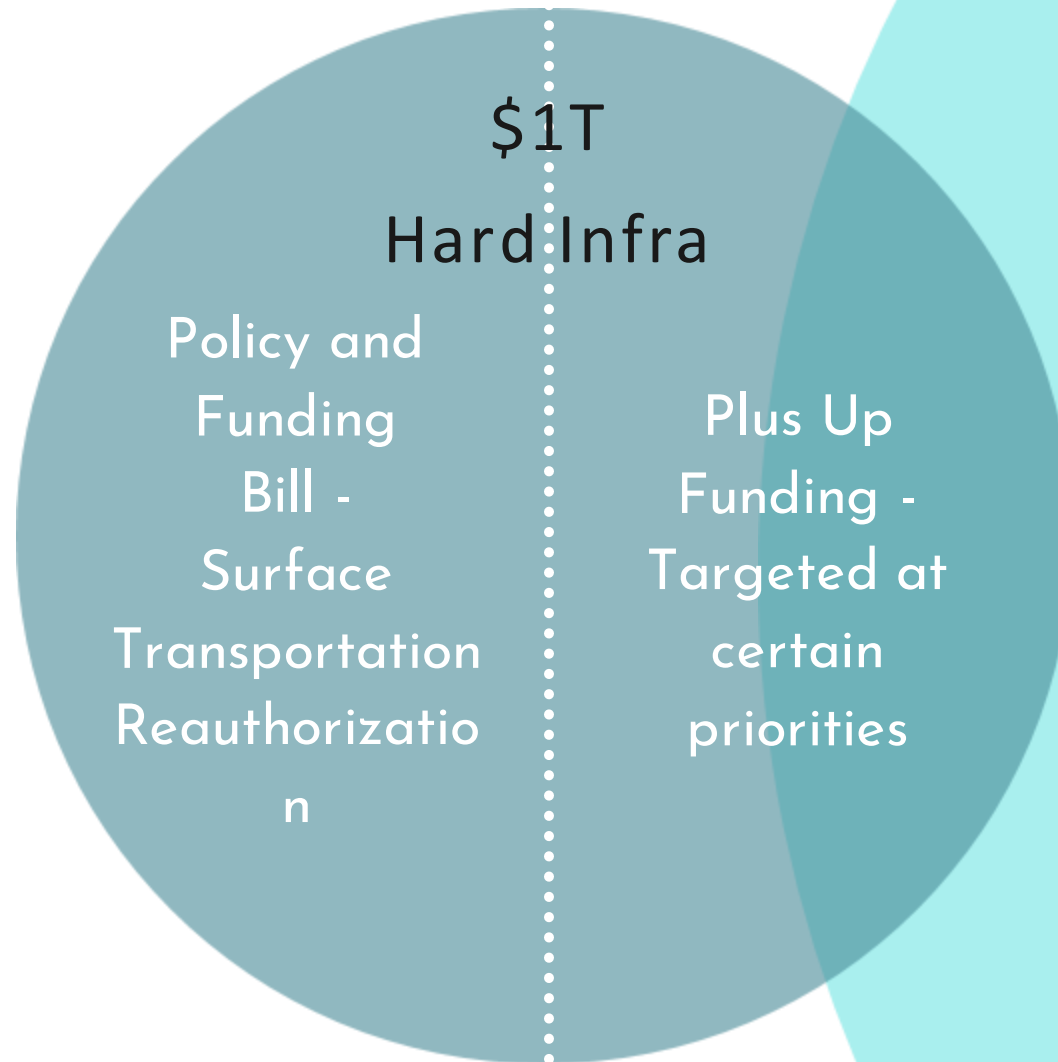 $1T
Hard Infra
Policy and
Funding
Bill -
Surface
Transportation
Reauthorizatio
n
Plus Up
Funding -
Targeted at
certain
priorities